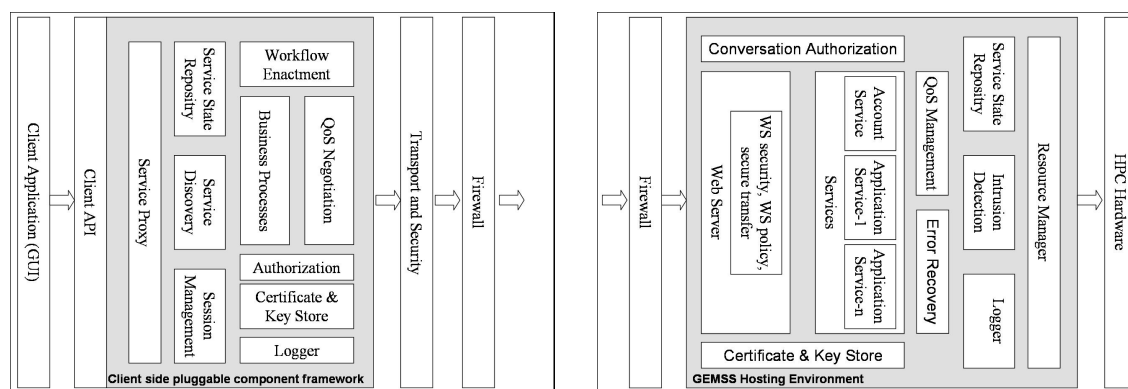 Client Application (GUI)
Client API
Service Proxy
Service State
Repositry
Service
Discovery
Session
Management
Workflow
Enactment
Business Processes
QoS Negotiation
Authorization
Certificate &
Key Store
Logger
Client side pluggable component framework
Transport and Security
Firewall
Firewall
Conversation Authorization
WS security, WS policy,
secure transfer
Web Server
Account
Service
Application
Service-1
Application
Service-n
Services
QoS Management
Error Recovery
Service State
Repositry
Intrusion
Detection
Logger
Resource Manager
Certificate & Key Store
GEMSS Hosting Environment
HPC Hardware